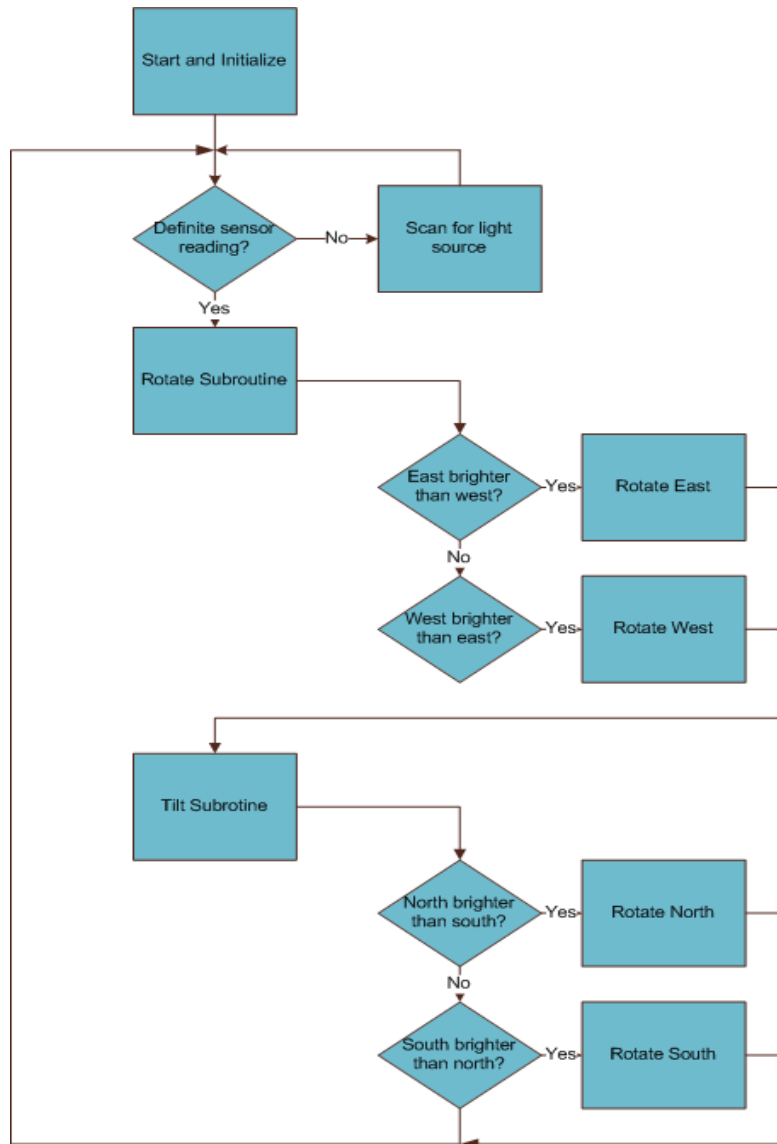 Start and Initialize
Definite sensor
reading?
No
Scan for light
source
Yes
Rotate Subroutine
East brighter
than west?
Yes
Rotate East
No
West brighter
than east?
Yes
Rotate West
Tilt Subrotine
North brighter
than south?
Yes
Rotate North
No
South brighter
than north?
Yes
Rotate South